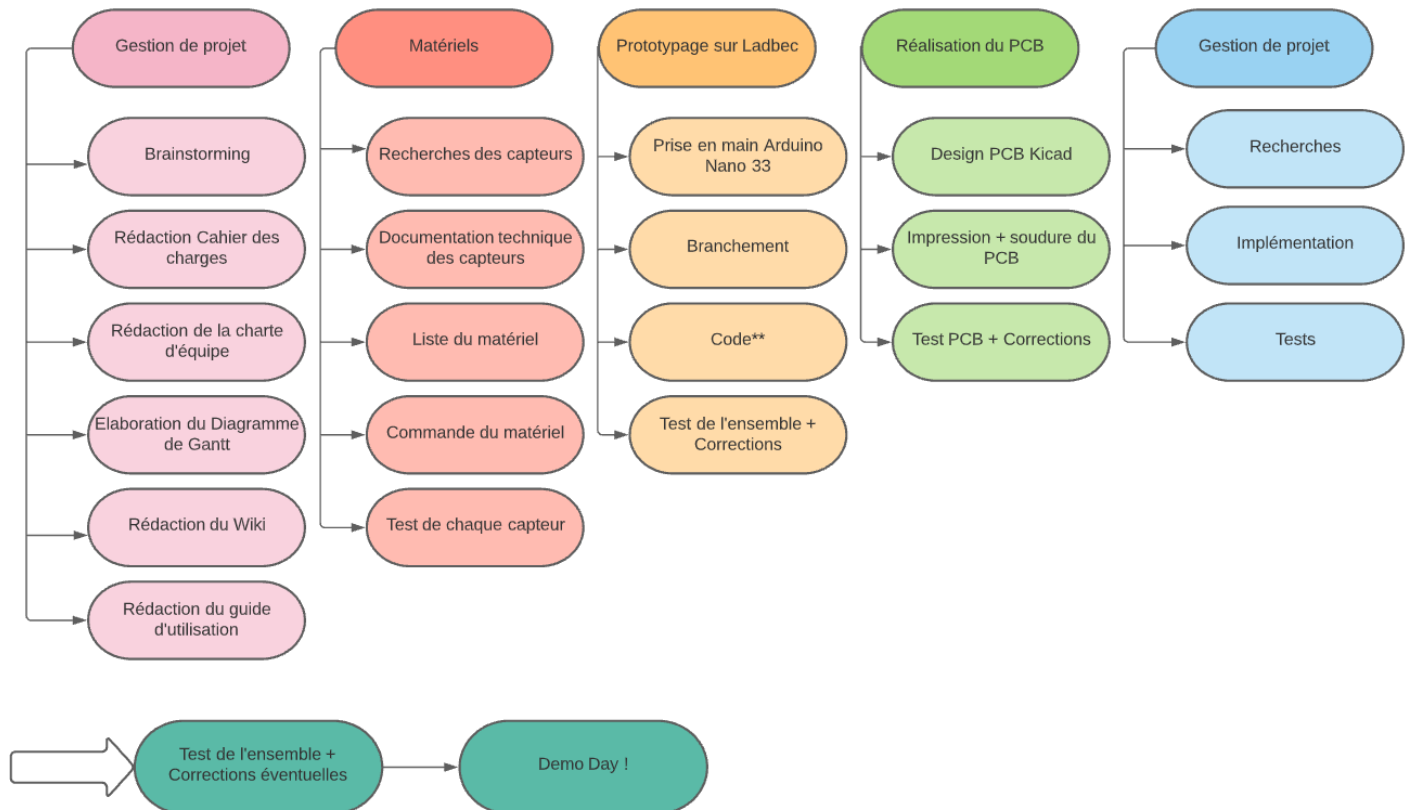 Gestion de projet
Brainstorming
Rédaction Cahier des
charges
Rédaction de la charte
d'équipe
Elaboration du Diagramme
de Gantt
Rédaction du Wiki
Rédaction du guide
d'utilisation
Matériels
Recherches des capteurs
Documentation technique
des capteurs
Liste du matériel
Commande du matériel
Test de chaque capteur
Prototypage sur Ladbec
Prise en main Arduino
Nano 33
Branchement
Code**
Test de l'ensemble +
Corrections
Réalisation du PCB
Design PCB Kicad
Impression + soudure du
PCB
Test PCB + Corrections
Gestion de projet
Recherches
Implémentation
Tests
Test de l'ensemble +
Corrections éventuelles
Demo Day !